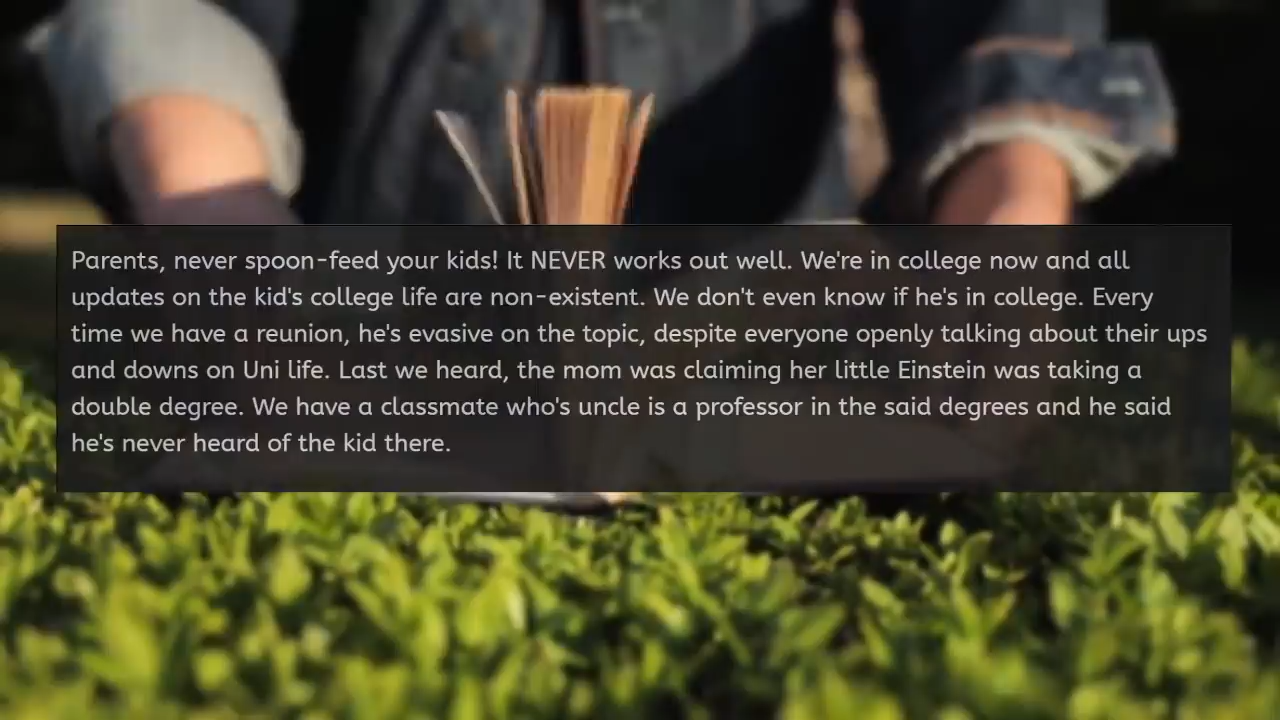 Parents, never spoon-feed your kids! It NEVER works out well. We're in college now and all
updates on the kid's college life are non-existent. We don't even know if he's in college. Every
time we have a reunion, he's evasive on the topic, despite everyone openly talking about their ups
and downs on Uni life. Last we heard, the mom was claiming her little Einstein was taking a
double degree. We have a classmate who's uncle is a professor in the said degrees and he said
he's never heard of the kid there.